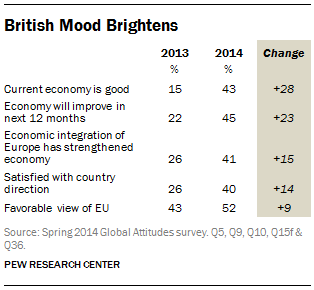 British Mood Brightens
2013 2014 Change
% %
Current economy is good 15 43 +28
Economy will improve in
next 12 months 22 45 +23
Economic integration of
Europe has strengthened
economy 26 41 +15
Satisfied with country
direction 26 40 +14
Favorable view of EU 43 52 +9
Source: Spring 2014 Global Attitudes survey. Q5, Q9, Q10, Q15f &
Q36.
PEW RESEARCH CENTER